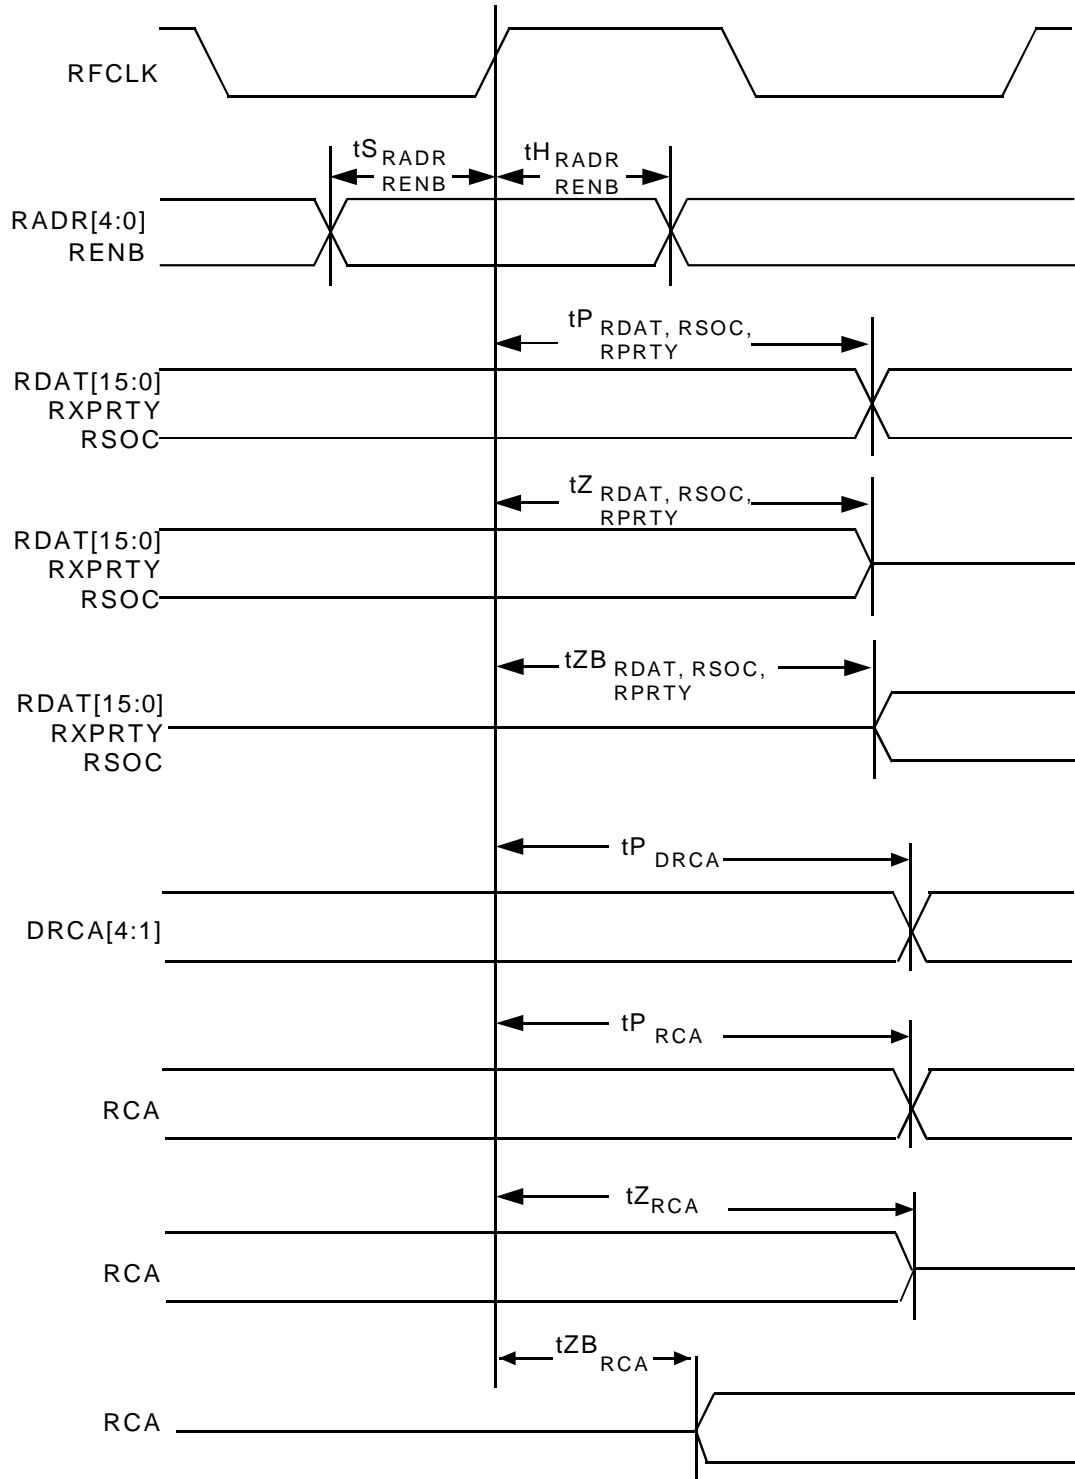 RFCLK
tS RADR
RENB
tH RADR
RENB
RADR[4:0]
RENB
tP RDAT, RSOC,
RPRTY
RDAT[15:0]
RXPRTY
RSOC
tZ RDAT, RSOC,
RPRTY
RDAT[15:0]
RXPRTY
RSOC
tZB RDAT, RSOC,
RPRTY
RDAT[15:0]
RXPRTY
RSOC
tP DRCA
DRCA[4:1]
tP RCA
RCA
tZ RCA
RCA
tZB RCA
RCA